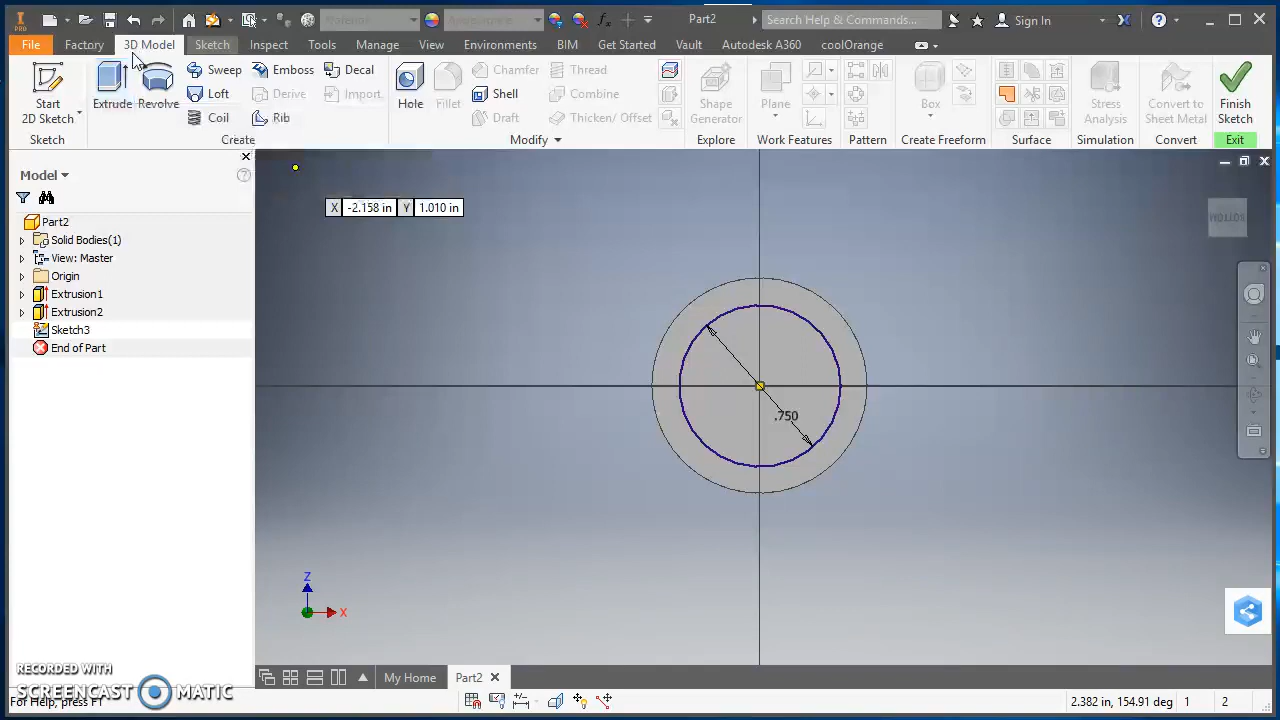 I PRO Material Appearance fx Part2 Search Help & Commands... Sign In
File Factory 3D Model Sketch Inspect Tools Manage View Environments BIM Get Started Vault Autodesk A360 coolOrange
Start 2D Sketch Extrude Revolve Sweep Loft Coil Emboss Derive Rib Decal Import Hole Fillet Chamfer Shell Draft Thread Combine Thicken/ Offset Shape Generator Plane Box Stress Analysis Convert to Sheet Metal Finish Sketch
Sketch Create Modify Explore Work Features Pattern Create Freeform Surface Simulation Convert Exit
Model
Part2
Solid Bodies(1)
View: Master
Origin
Extrusion1
Extrusion2
Sketch3
End of Part
X -2.158 in Y 1.010 in
BOTTOM
.750
Z
X
My Home Part2
RECORDED WITH
SCREENCAST MATIC
For Help, press F1
2.382 in, 154.91 deg 1 2